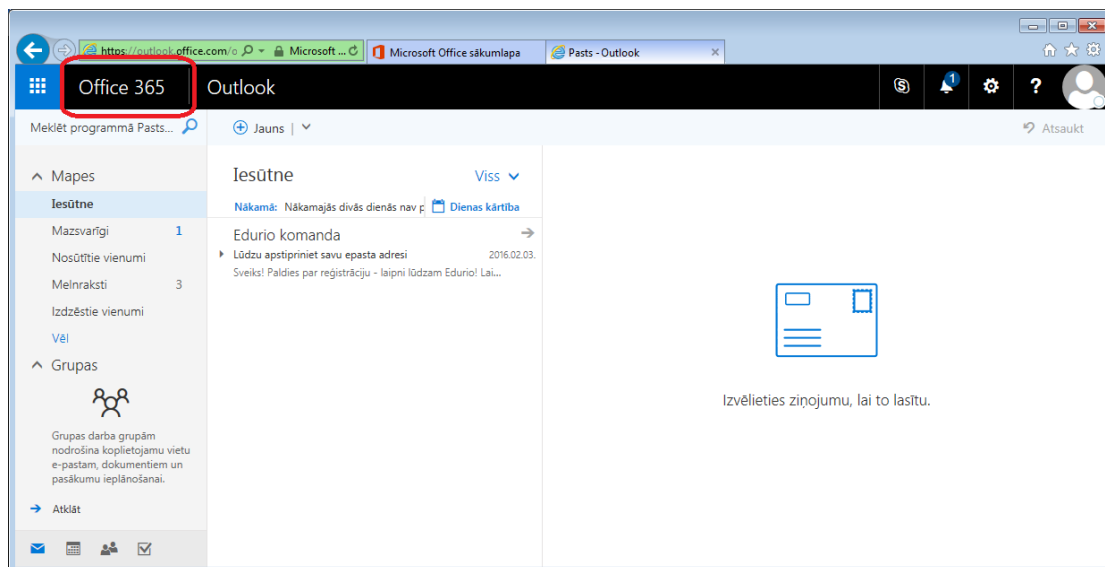 https://outlook.office.com/o
Microsoft ...
Microsoft Office sākumlapa
Pasts - Outlook
Office 365
Outlook
1
?
Meklēt programmā Pasts...
Jauns
Atsaukt
Mapes
Iesūtne
Mazsvarīgi 1
Nosūtītie vienumi
Melnraksti 3
Izdzēstie vienumi
Vēl
Grupas
Grupas darba grupām
nodrošina koplietojamu vietu
e-pastam, dokumentiem un
pasākumu ieplānošanai.
Atklāt
Iesūtne
Viss
Nākamā: Nākamajās divās dienās nav p
Dienas kārtība
Edurio komanda
Lūdzu apstipriniet savu epasta adresi 2016.02.03.
Sveiks! Paldies par reģistrāciju - laipni lūdzam Edurio! Lai...
Izvēlieties ziņojumu, lai to lasītu.